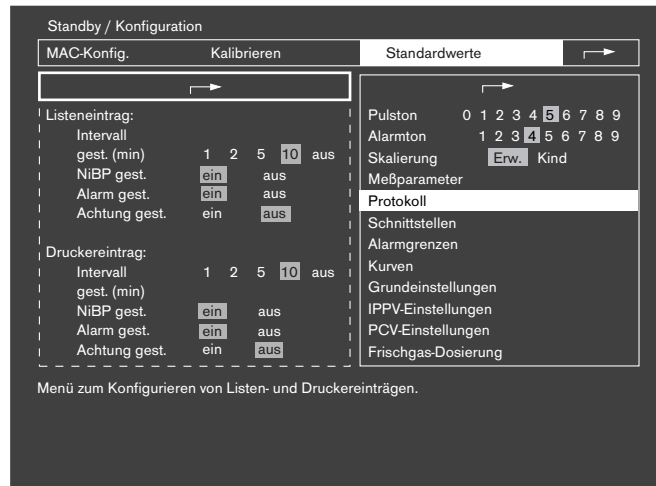 Standby / Konfiguration
MAC-Konfig. Kalibrieren Standardwerte
Listeneintrag:
Intervall
gest. (min) 1 2 5 10 aus
NiBP gest. ein aus
Alarm gest. ein aus
Achtung gest. ein aus
Druckereintrag:
Intervall 1 2 5 10 aus
gest. (min)
NiBP gest. ein aus
Alarm gest. ein aus
Achtung gest. ein aus
Pulston 0 1 2 3 4 5 6 7 8 9
Alarmton 1 2 3 4 5 6 7 8 9
Skalierung Erw. Kind
Meßparameter
Protokoll
Schnittstellen
Alarmgrenzen
Kurven
Grundeinstellungen
IPPV-Einstellungen
PCV-Einstellungen
Frischgas-Dosierung
Menü zum Konfigurieren von Listen- und Druckereinträgen.